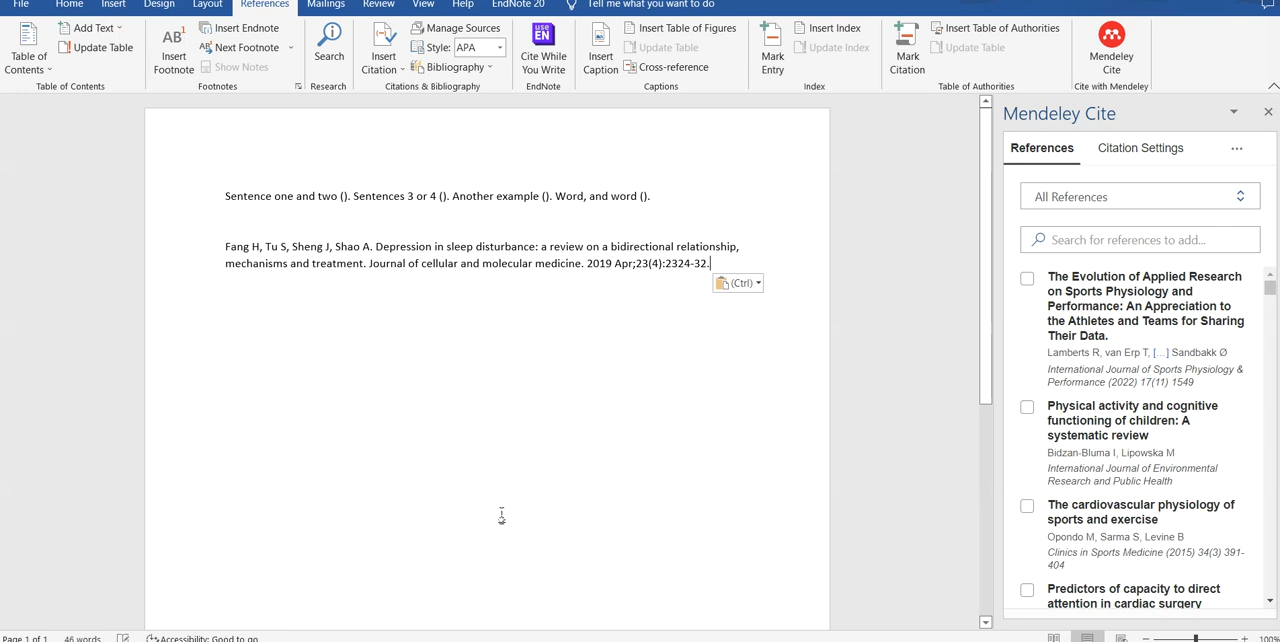 File Home Insert Design Layout References Mailings Review View Help EndNote 20 Tell me what you want to do
Table of Contents
Add Text
Update Table
Table of Contents
AB1
Insert Footnote
Insert Endnote
Next Footnote
Show Notes
Footnotes
Search
Research
Insert Citation
Manage Sources
Style: APA
Bibliography
Citations & Bibliography
use EN
Cite While You Write
EndNote
Insert Caption
Insert Table of Figures
Update Table
Cross-reference
Captions
Mark Entry
Insert Index
Update Index
Index
Mark Citation
Insert Table of Authorities
Update Table
Table of Authorities
Mendeley Cite
Cite with Mendeley
Sentence one and two (). Sentences 3 or 4 (). Another example (). Word, and word ().
Fang H, Tu S, Sheng J, Shao A. Depression in sleep disturbance: a review on a bidirectional relationship,
mechanisms and treatment. Journal of cellular and molecular medicine. 2019 Apr;23(4):2324-32.
(Ctrl)
Mendeley Cite
References Citation Settings ...
All References
Search for references to add...
The Evolution of Applied Research
on Sports Physiology and
Performance: An Appreciation to
the Athletes and Teams for Sharing
Their Data.
Lamberts R, van Erp T, [...] Sandbakk Ø
International Journal of Sports Physiology &
Performance (2022) 17(11) 1549
Physical activity and cognitive
functioning of children: A
systematic review
Bidzan-Bluma I, Lipowska M
International Journal of Environmental
Research and Public Health
The cardiovascular physiology of
sports and exercise
Opondo M, Sarma S, Levine B
Clinics in Sports Medicine (2015) 34(3) 391-
404
Predictors of capacity to direct
attention in cardiac surgery
Page 1 of 1 46 words Accessibility: Good to go 100%